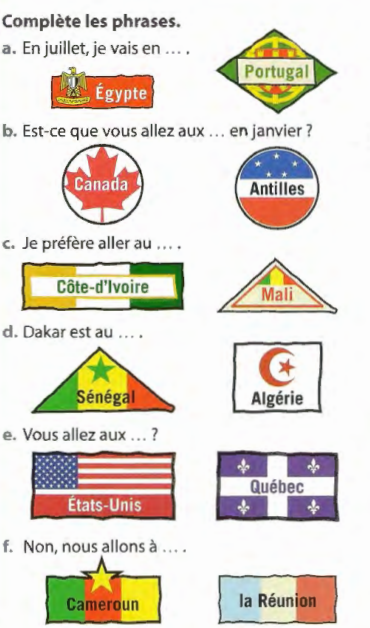 Complète les phrases.
a. En juillet, je vais en ... .
Égypte
Portugal
b. Est-ce que vous allez aux ... en janvier ?
Canada
Antilles
c. Je préfère aller au ... .
Côte-d'Ivoire
Mali
d. Dakar est au ... .
Sénégal
Algérie
e. Vous allez aux ... ?
États-Unis
Québec
f. Non, nous allons à ... .
Cameroun
la Réunion